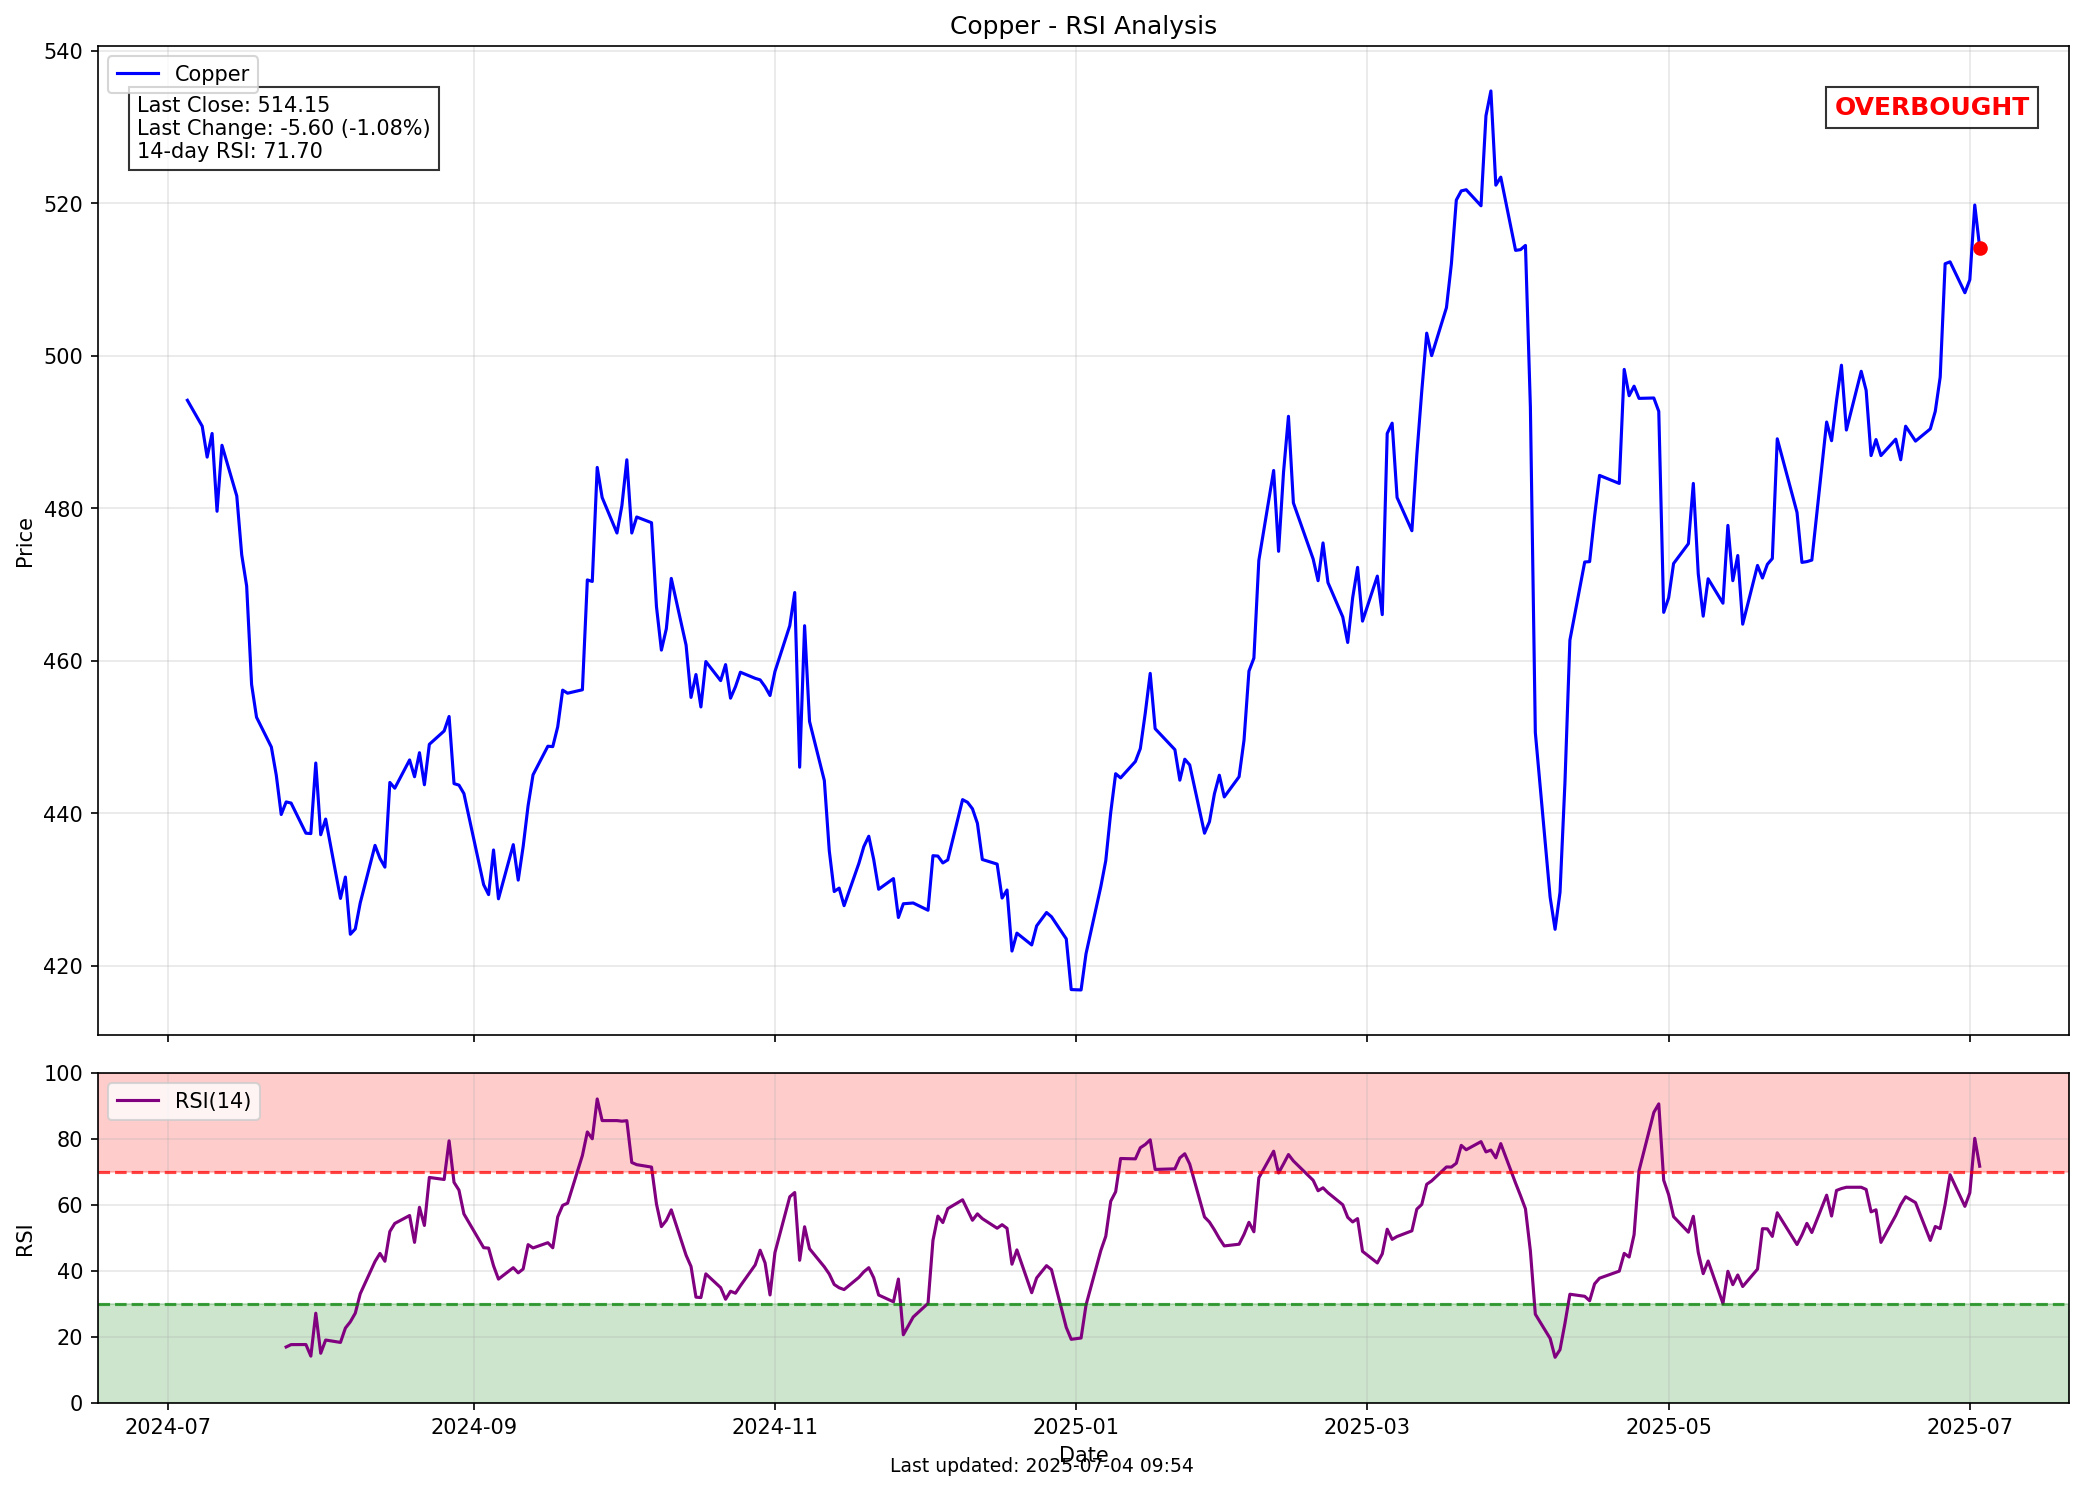 Copper - RSI Analysis
Copper
Last Close: 514.15
Last Change: -5.60 (-1.08%)
14-day RSI: 71.70
OVERBOUGHT
Price
540
520
500
480
460
440
420
RSI(14)
RSI
100
80
60
40
20
0
2024-07
2024-09
2024-11
2025-01
2025-03
2025-05
2025-07
Date
Last updated: 2025-07-04 09:54